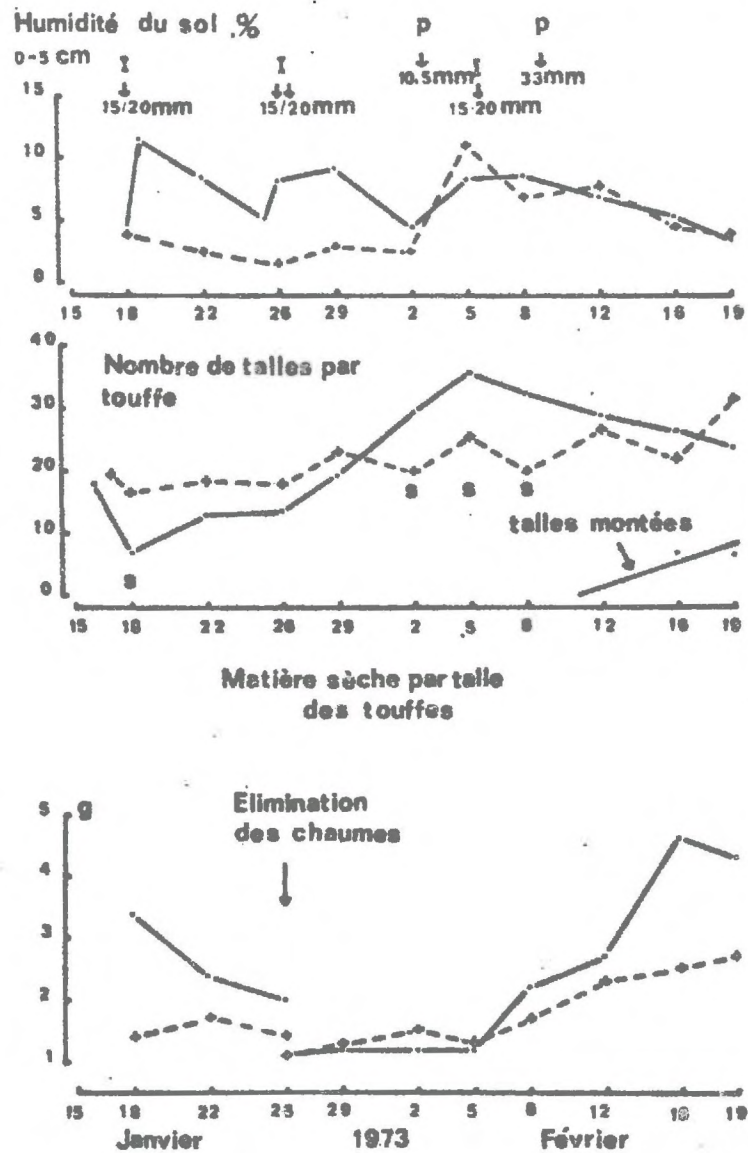 Humidité du sol %
0-5 cm
I I P P
10.5mm I 33mm
15/20mm 15/20mm 15-20mm
15
10
5
0
15 18 22 26 29 2 5 8 12 16 19
40
Nombre de talles par
touffe
30
20
S S S
talles montées
10
S
0
15 18 22 26 29 2 5 8 12 16 19
Matière sèche par talle
des touffes
5 g
Elimination
des chaumes
4
3
2
1
15 18 22 29 2 5 8 12 19
Janvier 1973 Février